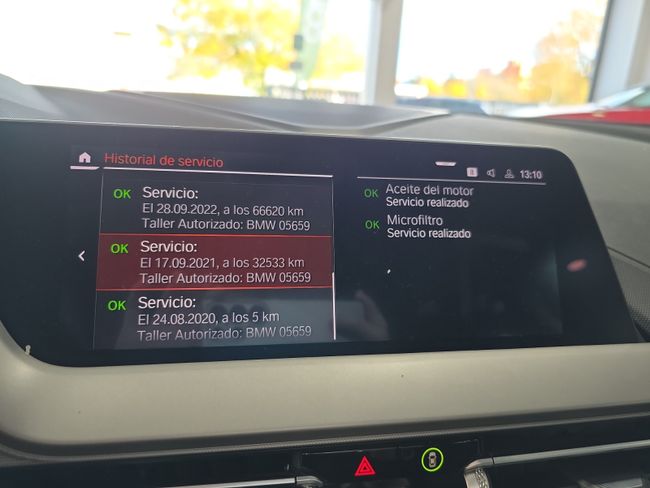 Historial de servicio
13:10
OK Servicio:
El 28.09.2022, a los 66620 km
Taller Autorizado: BMW 05659
OK Servicio:
El 17.09.2021, a los 32533 km
Taller Autorizado: BMW 05659
OK Servicio:
El 24.08.2020, a los 5 km
Taller Autorizado: BMW 05659
OK Aceite del motor
Servicio realizado
OK Microfiltro
Servicio realizado